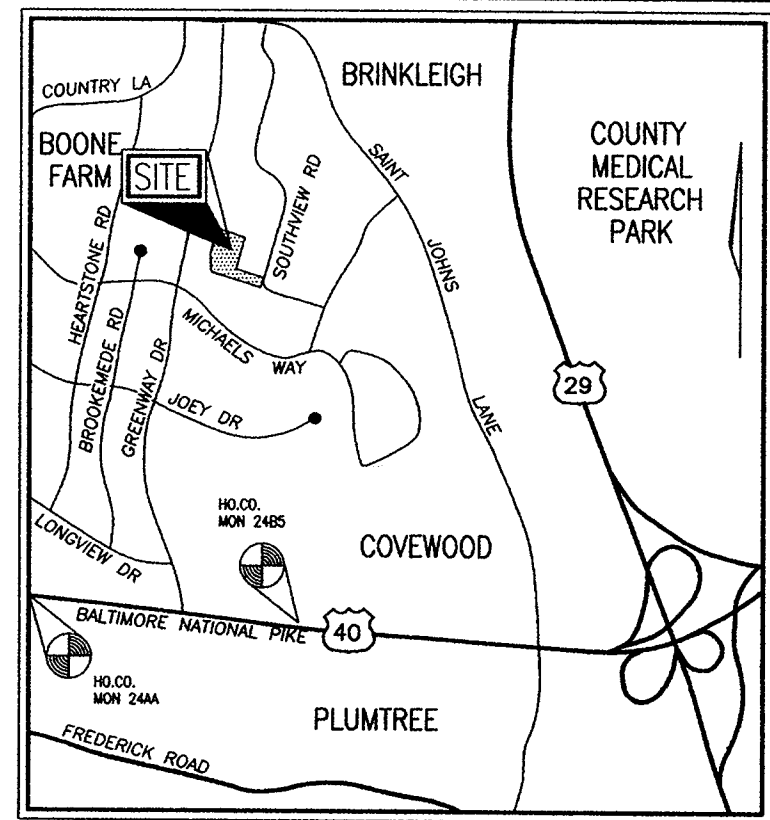 BRINKLEIGH
COUNTRY LA
BOONE
FARM
SITE
COUNTY
MEDICAL
RESEARCH
PARK
SAINT
JOHNS
LANE
SOUTHVIEW RD
HEARTSTONE RD
BROOKEMEDE RD
GREENWAY DR
MICHAELS
WAY
JOEY DR
29
LONGVIEW DR
HO.CO.
MON 24B5
COVEWOOD
BALTIMORE NATIONAL PIKE
40
HO.CO.
MON 24AA
PLUMTREE
FREDERICK ROAD